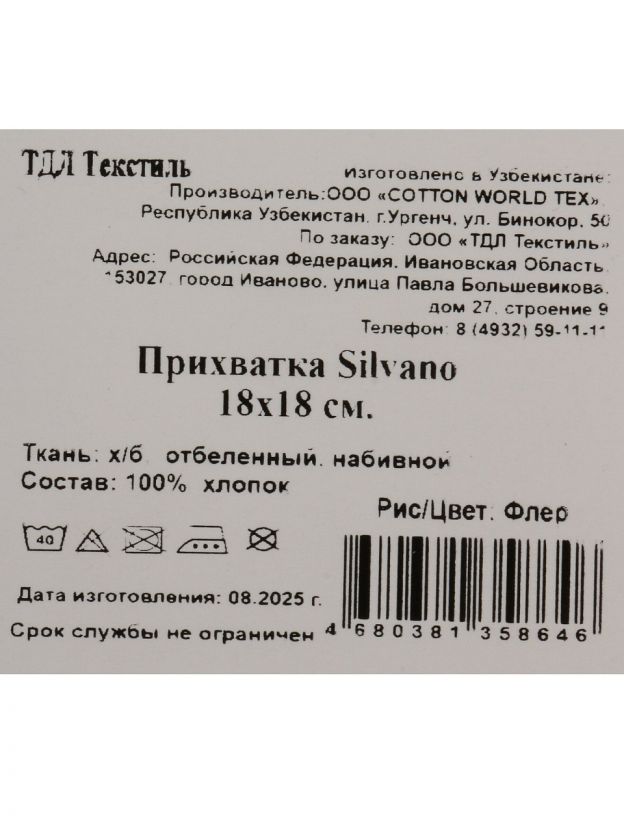 ТДЛ Текстиль
Изготовлено в Узбекистане:
Производитель:ООО «COTTON WORLD TEX»,
Республика Узбекистан, г.Ургенч, ул. Бинокор, 50
По заказу: ООО «ТДЛ Текстиль»
Адрес: Российская Федерация, Ивановская Область,
153027, город Иваново, улица Павла Большевикова,
дом 27, строение 9
Телефон: 8 (4932) 59-11-11
Прихватка Silvano
18х18 см.
Ткань: х/б отбеленный, набивной
Состав: 100% хлопок
Рис/Цвет: Флер
40
Дата изготовления: 08.2025 г.
Срок службы не ограничен
4 680381 358646